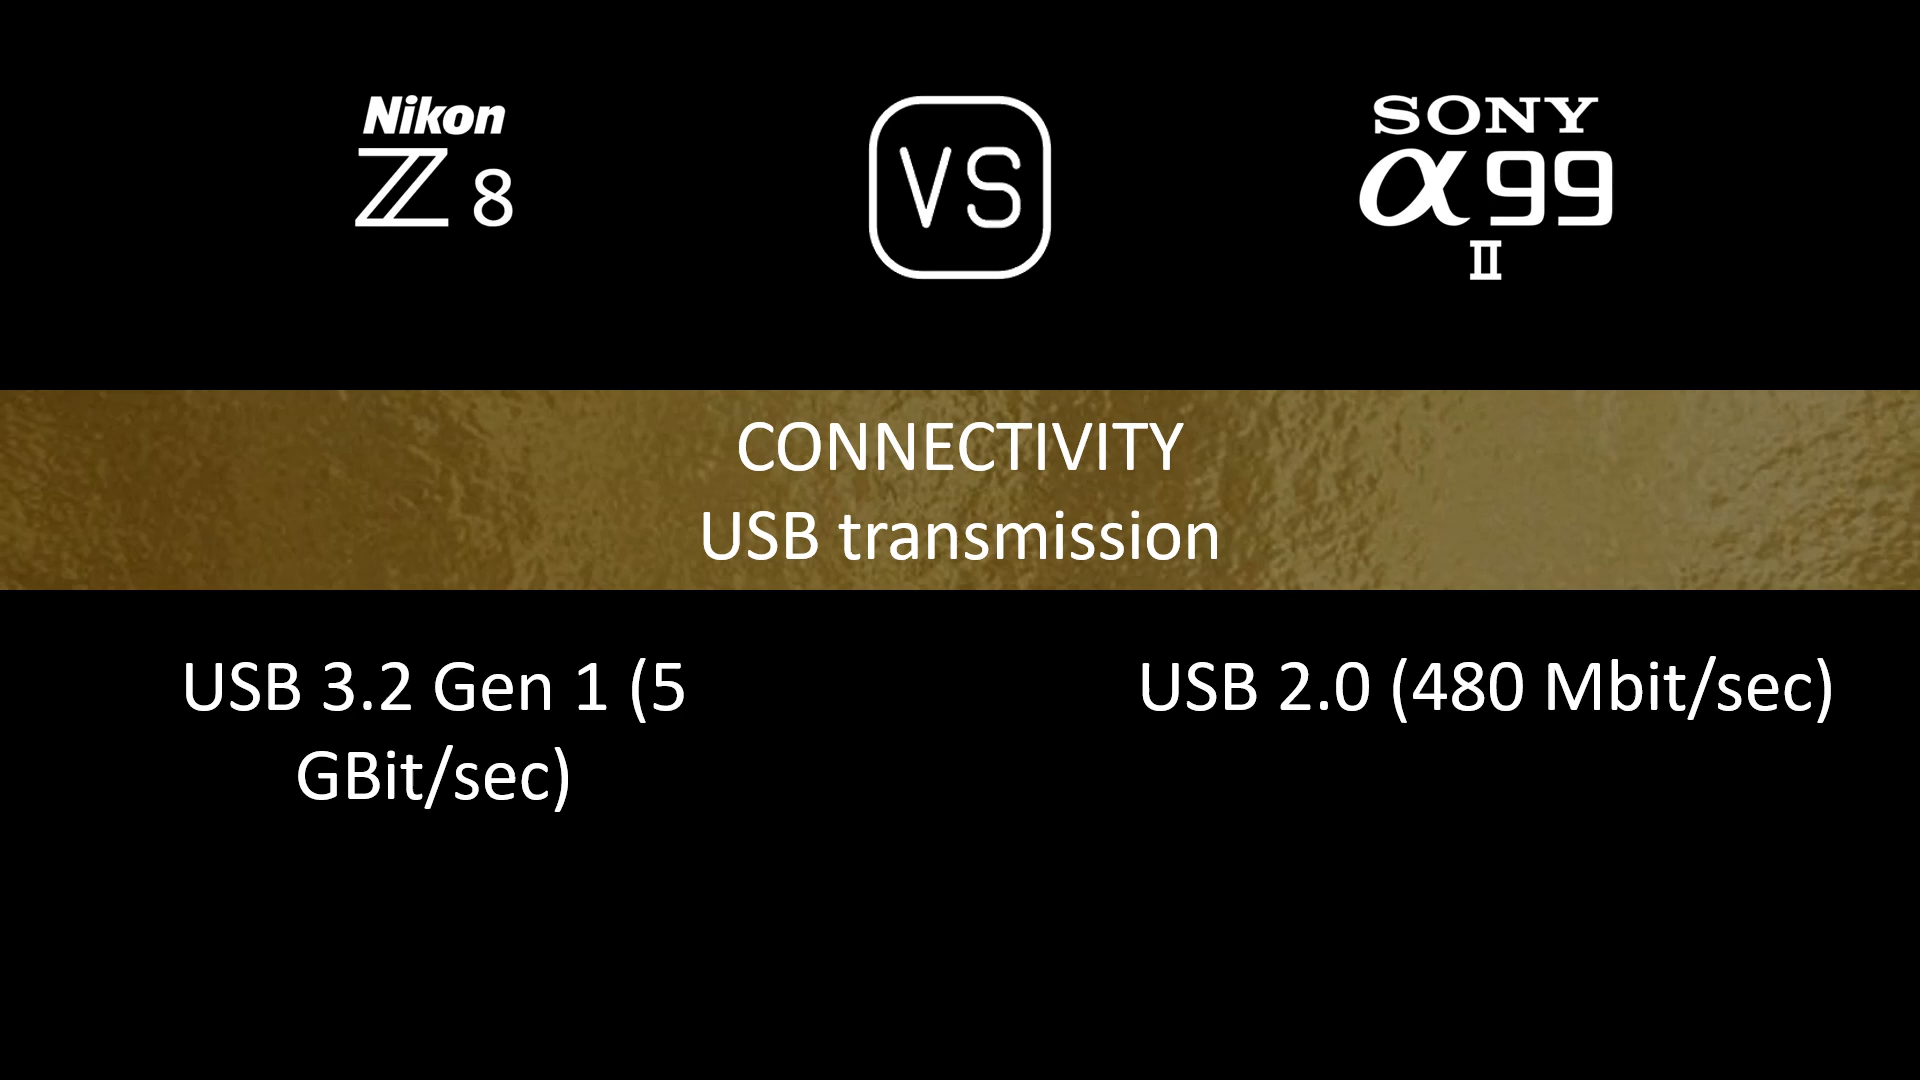 Nikon
Z 8
VS
SONY
α99
II
CONNECTIVITY
USB transmission
USB 3.2 Gen 1 (5
GBit/sec)
USB 2.0 (480 Mbit/sec)